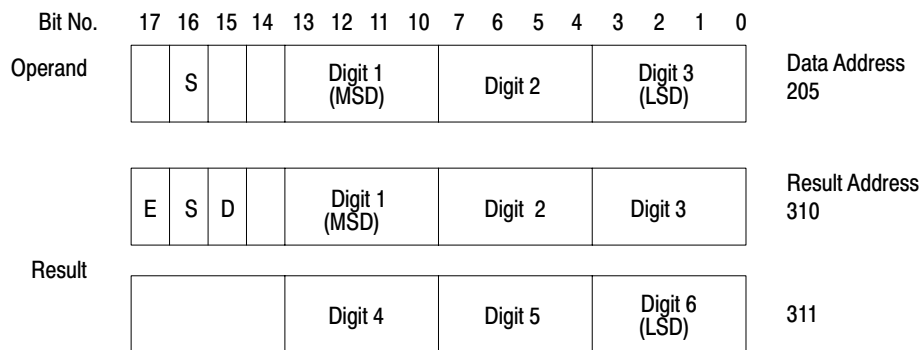 Bit No. 17 16 15 14 13 12 11 10 7 6 5 4 3 2 1 0
Operand
S
Digit 1
(MSD)
Digit 2
Digit 3
(LSD)
Data Address
205
E S D
Digit 1
(MSD)
Digit 2
Digit 3
Result Address
310
Result
Digit 4
Digit 5
Digit 6
(LSD)
311